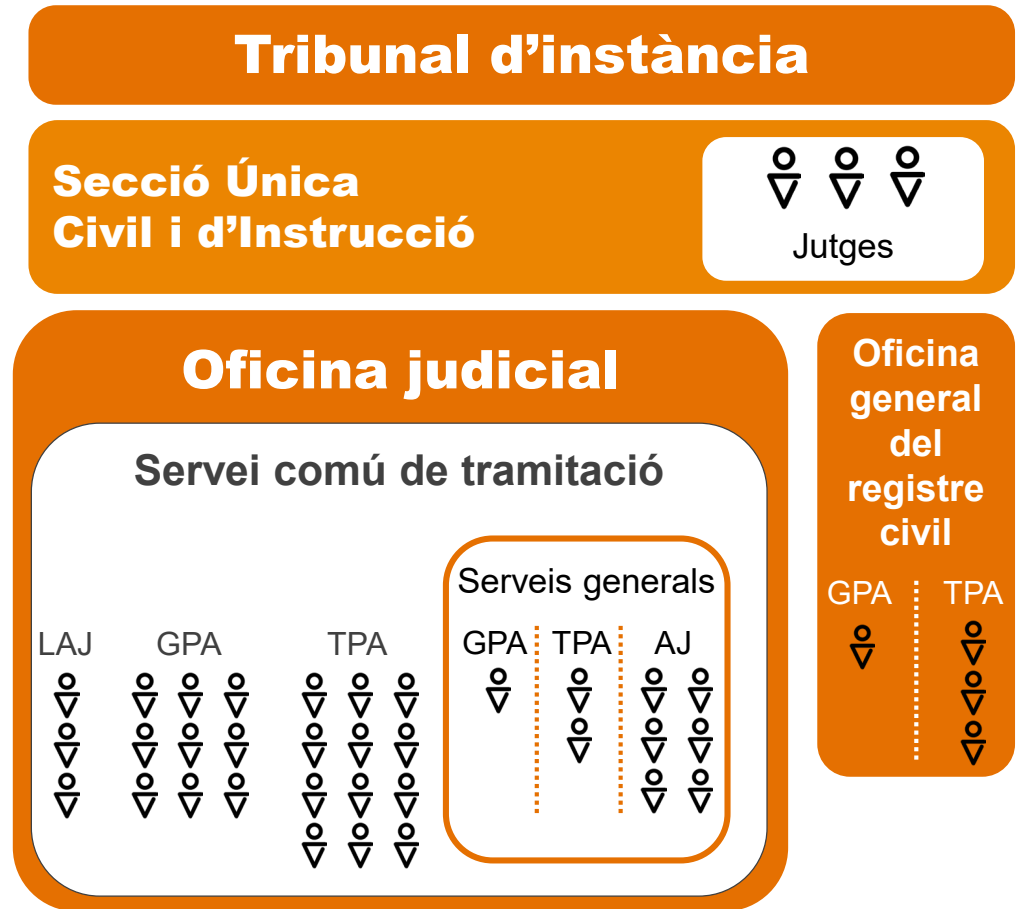 Tribunal d’instància
Secció Única
Civil i d’Instrucció
Jutges
Oficina judicial
Servei comú de tramitació
LAJ GPA TPA
Serveis generals
GPA TPA AJ
Oficina
general
del
registre
civil
GPA TPA